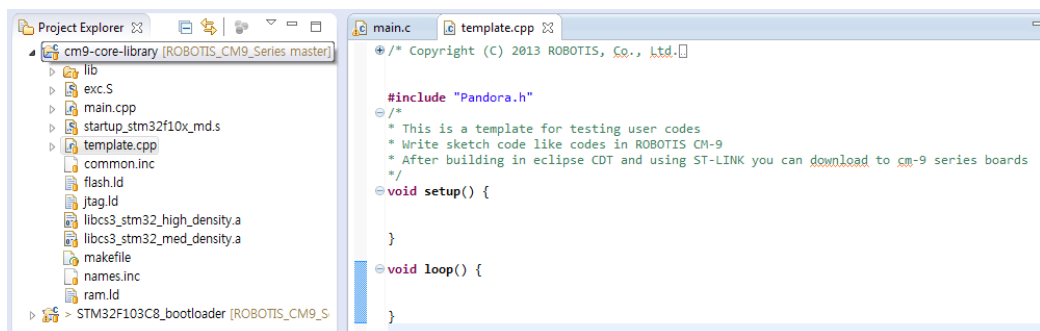 Project Explorer
cm9-core-library [ROBOTIS_CM9_Series master]
lib
exc.S
main.cpp
startup_stm32f10x_md.s
template.cpp
common.inc
flash.ld
jtag.ld
libcs3_stm32_high_density.a
libcs3_stm32_med_density.a
makefile
names.inc
ram.ld
> STM32F103C8_bootloader [ROBOTIS_CM9_S
main.c
template.cpp
/* Copyright (C) 2013 ROBOTIS, Co., Ltd.
#include "Pandora.h"
/*
* This is a template for testing user codes
* Write sketch code like codes in ROBOTIS CM-9
* After building in eclipse CDT and using ST-LINK you can download to cm-9 series boards
*/
void setup() {
}
void loop() {
}